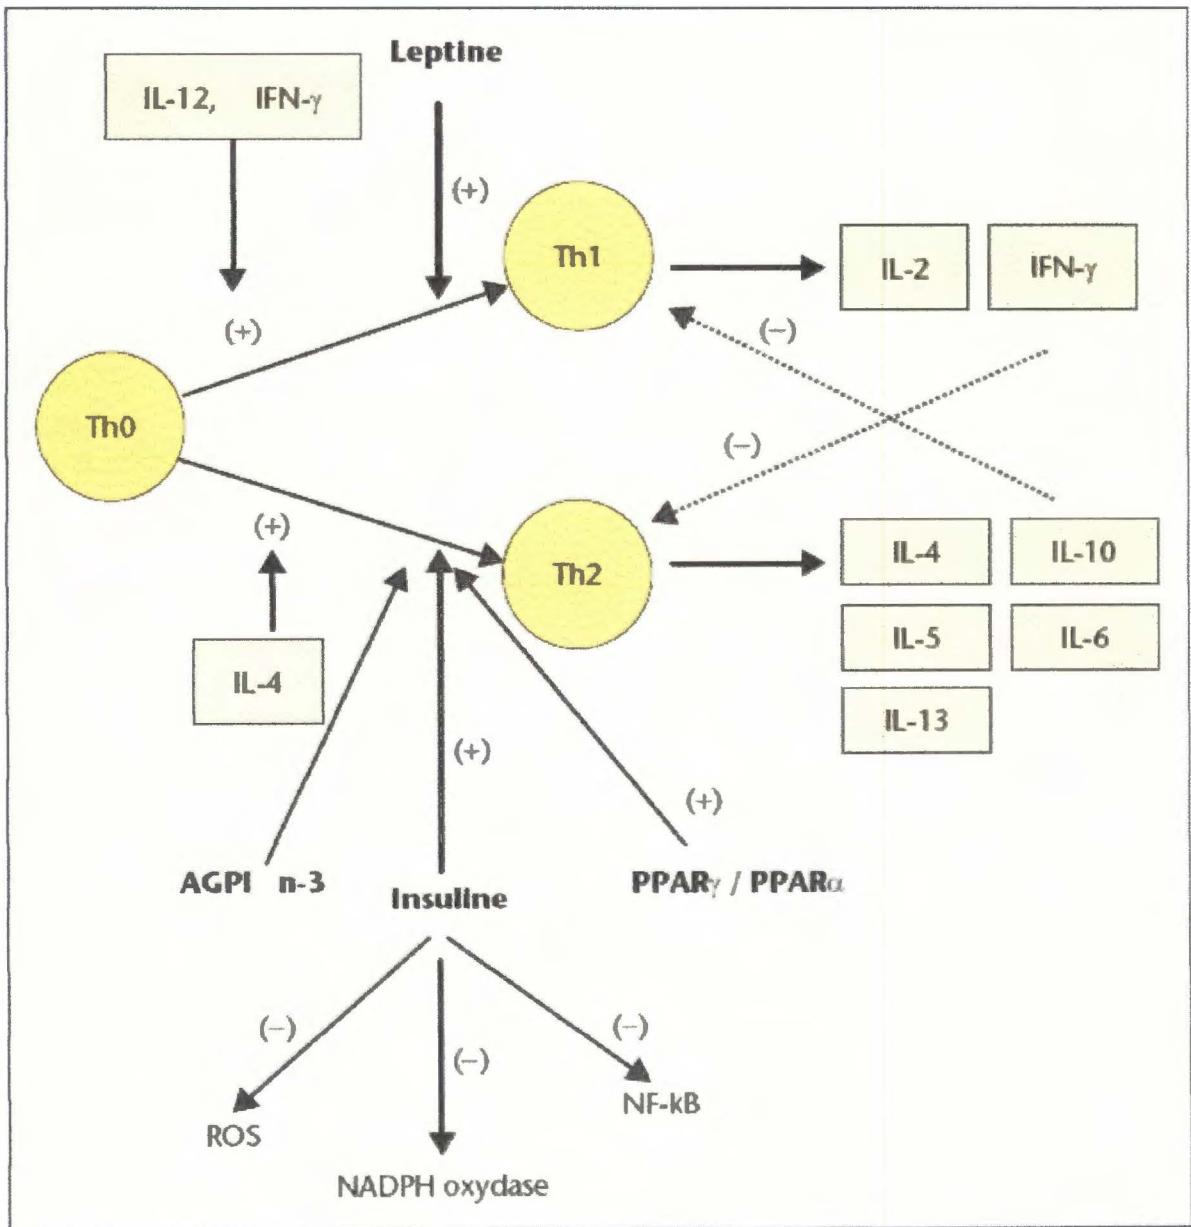 Leptine
IL-12, IFN-γ
(+)
Th1
IL-2
IFN-γ
(+)
(−)
Th0
(−)
(+)
Th2
IL-4
IL-10
IL-5
IL-6
IL-4
IL-13
(+)
(+)
AGPI n-3
Insuline
PPARγ / PPARα
(−)
(−)
(−)
NF-kB
ROS
NADPH oxydase